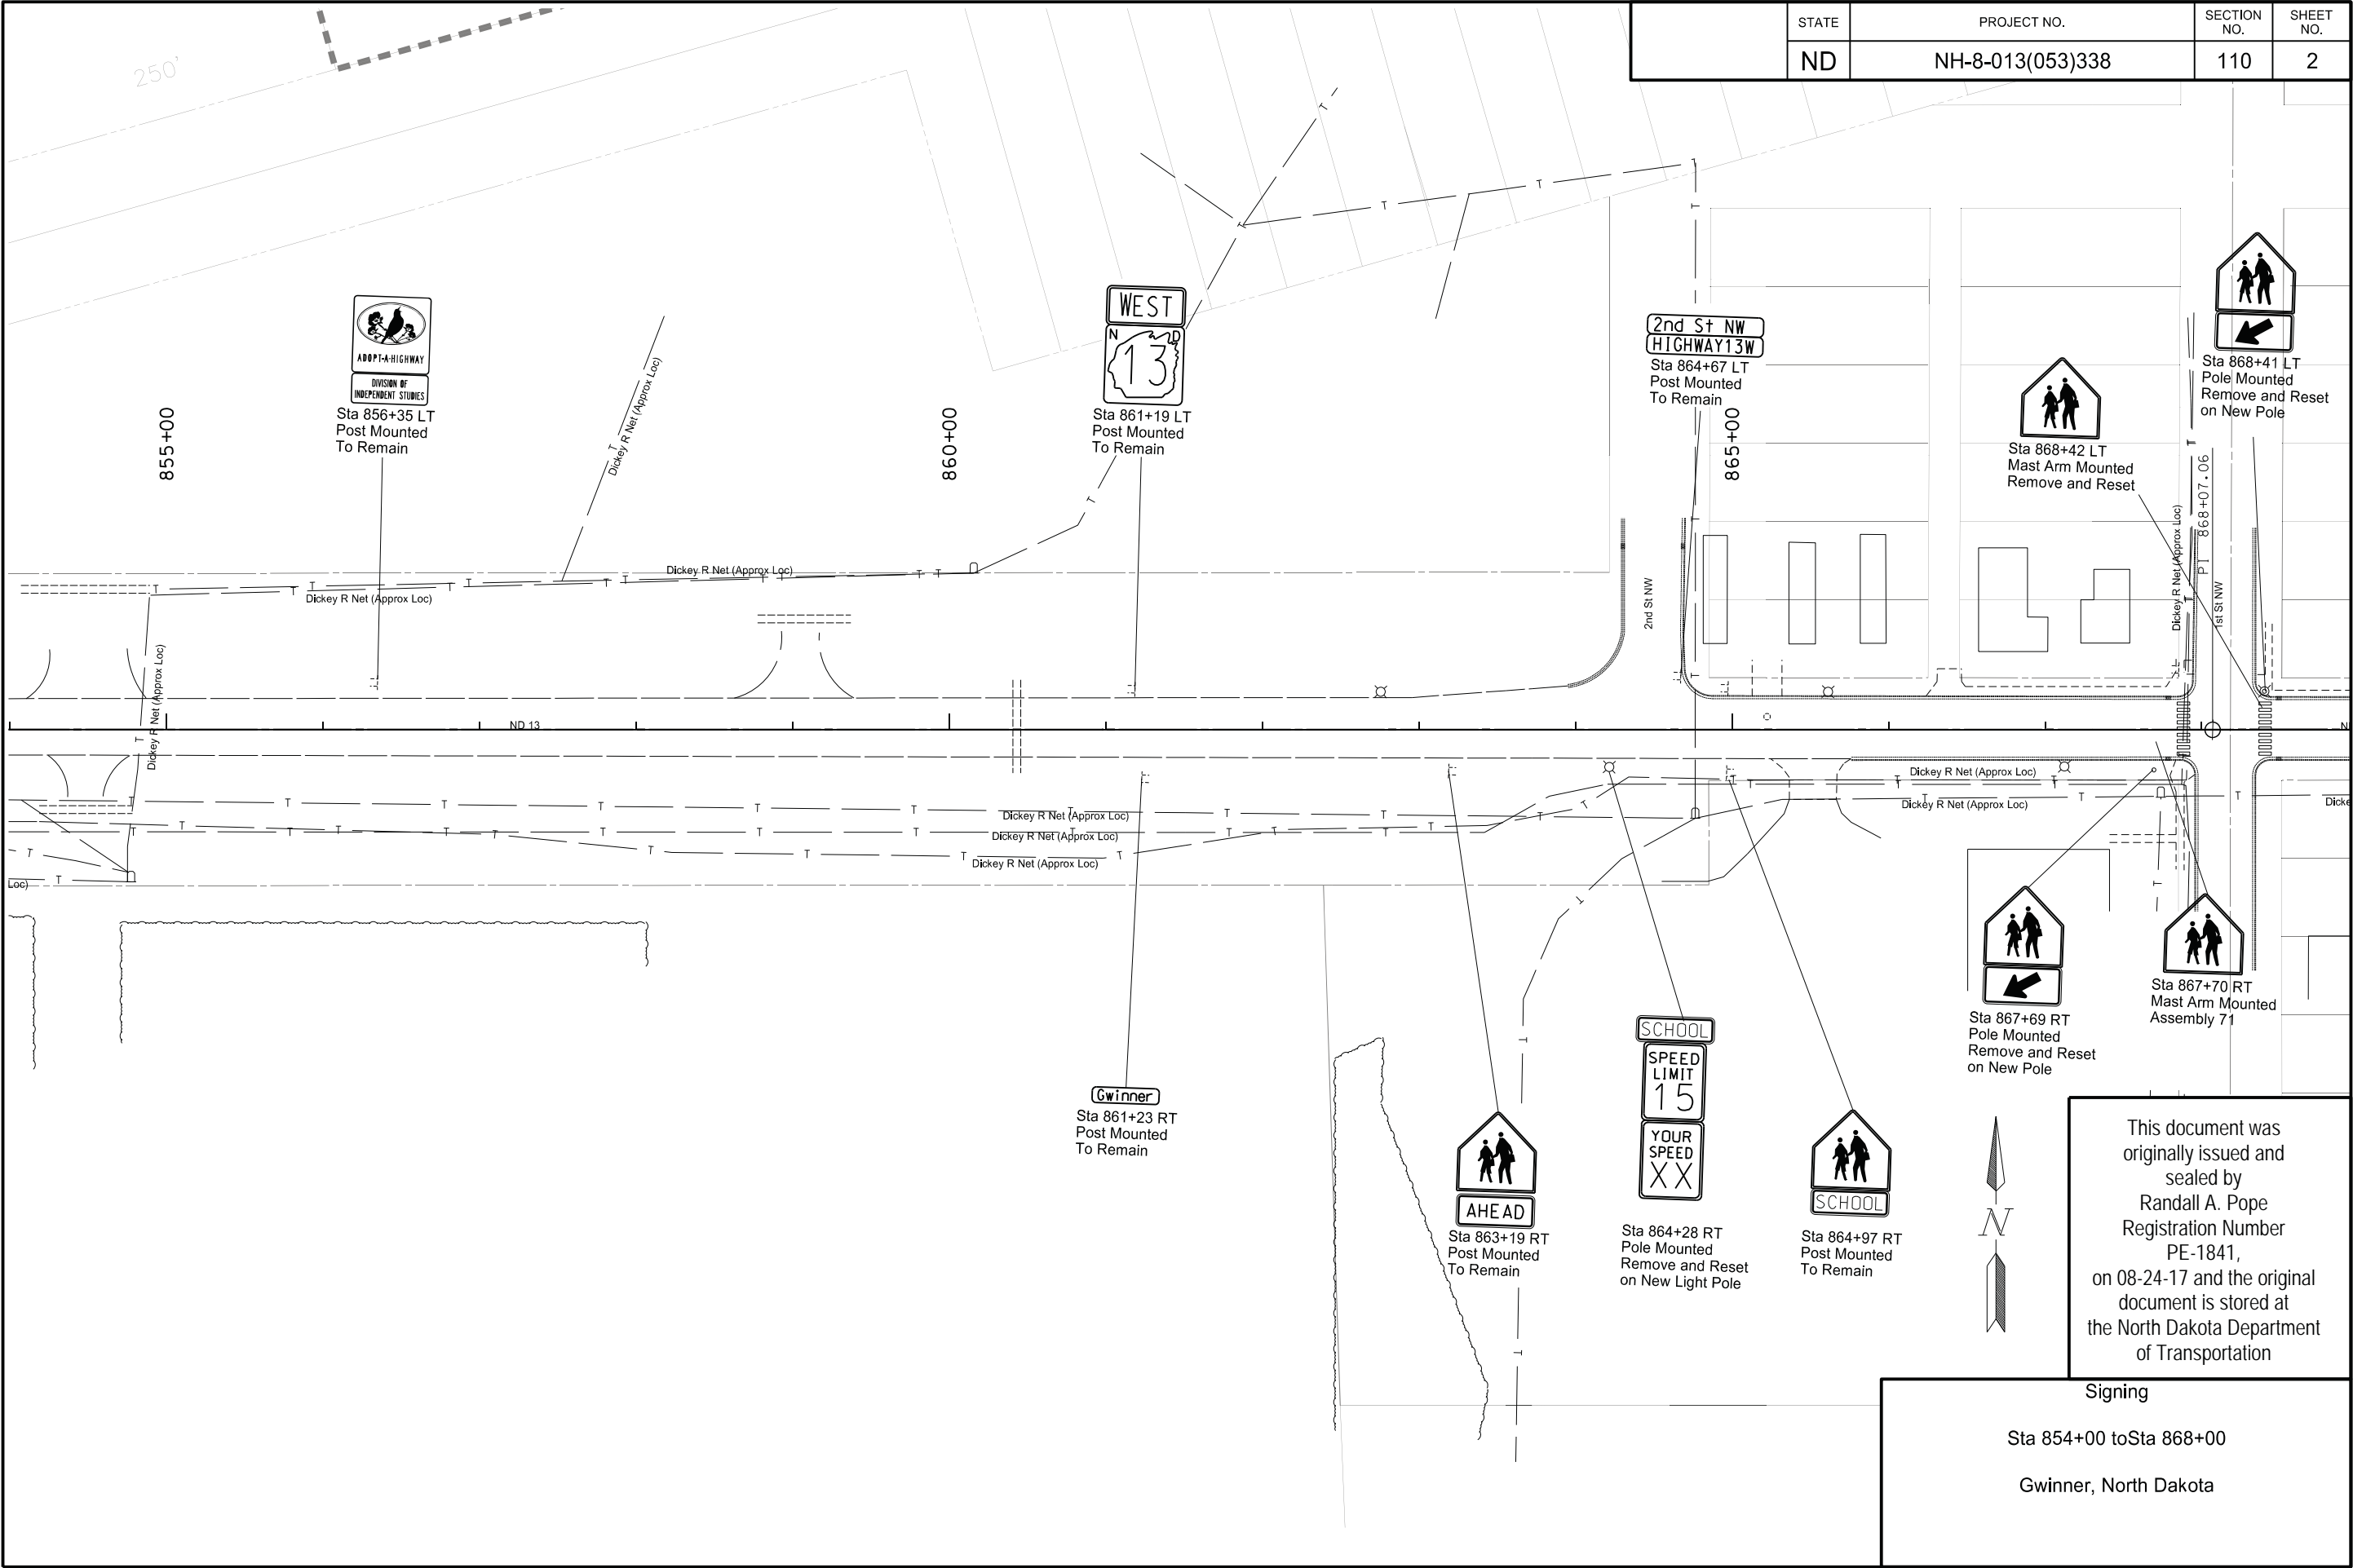 STATE
PROJECT NO.
SECTION
NO.
SHEET
NO.
ND
NH-8-013(053)338
110
2
250'
ADOPT-A-HIGHWAY
DIVISION OF
INDEPENDENT STUDIES
Sta 856+35 LT
Post Mounted
To Remain
WEST
N D
13
Sta 861+19 LT
Post Mounted
To Remain
2nd St NW
HIGHWAY13W
Sta 864+67 LT
Post Mounted
To Remain
Sta 868+42 LT
Mast Arm Mounted
Remove and Reset
Sta 868+41 LT
Pole Mounted
Remove and Reset
on New Pole
855+00
860+00
865+00
PI 868+07.06
Dickey R Net (Approx Loc)
Dickey R Net (Approx Loc)
Dickey R Net (Approx Loc)
Dickey R Net (Approx Loc)
Dickey R Net (Approx Loc)
2nd St NW
1st St NW
ND 13
N
Dickey R Net (Approx Loc)
Dickey R Net (Approx Loc)
Dickey R Net (Approx Loc)
Dickey R Net (Approx Loc)
Dickey R Net (Approx Loc)
Dicke
Loc)
Gwinner
Sta 861+23 RT
Post Mounted
To Remain
AHEAD
Sta 863+19 RT
Post Mounted
To Remain
SCHOOL
SPEED
LIMIT
15
YOUR
SPEED
XX
Sta 864+28 RT
Pole Mounted
Remove and Reset
on New Light Pole
SCHOOL
Sta 864+97 RT
Post Mounted
To Remain
Sta 867+69 RT
Pole Mounted
Remove and Reset
on New Pole
Sta 867+70 RT
Mast Arm Mounted
Assembly 71
N
This document was
originally issued and
sealed by
Randall A. Pope
Registration Number
PE-1841,
on 08-24-17 and the original
document is stored at
the North Dakota Department
of Transportation
Signing
Sta 854+00 toSta 868+00
Gwinner, North Dakota